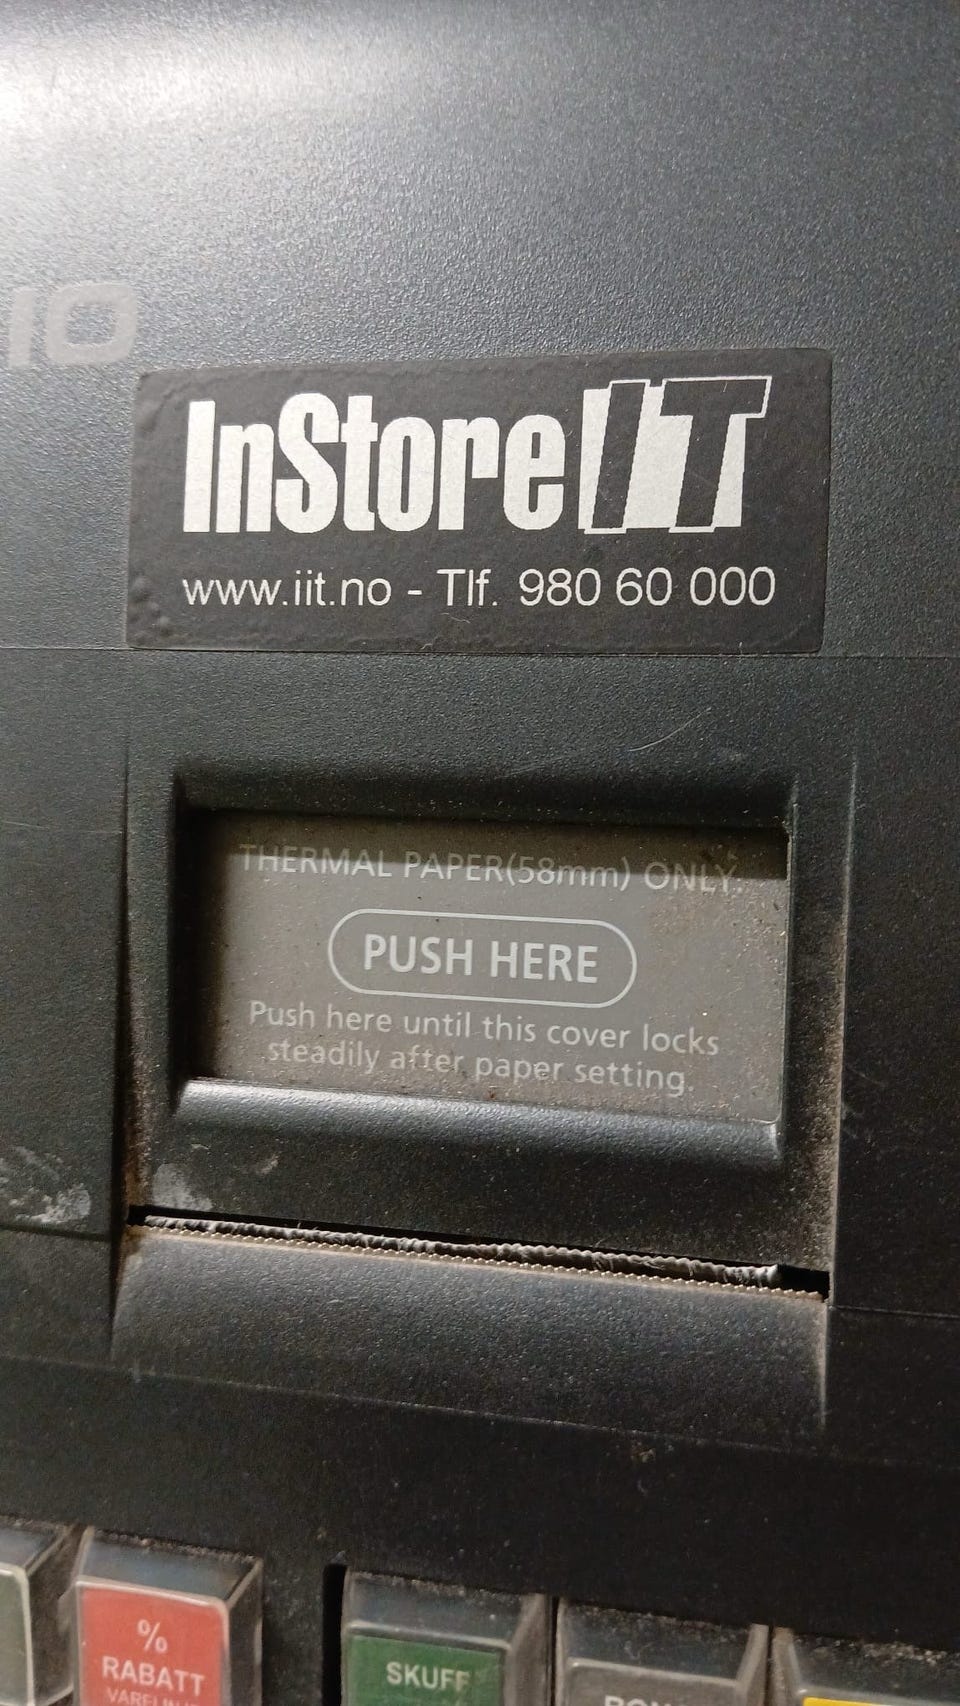 InStore IT
www.iit.no - Tlf. 980 60 000
THERMAL PAPER(58mm) ONLY.
PUSH HERE
Push here until this cover locks
steadily after paper setting.
%
RABATT
SKUFF